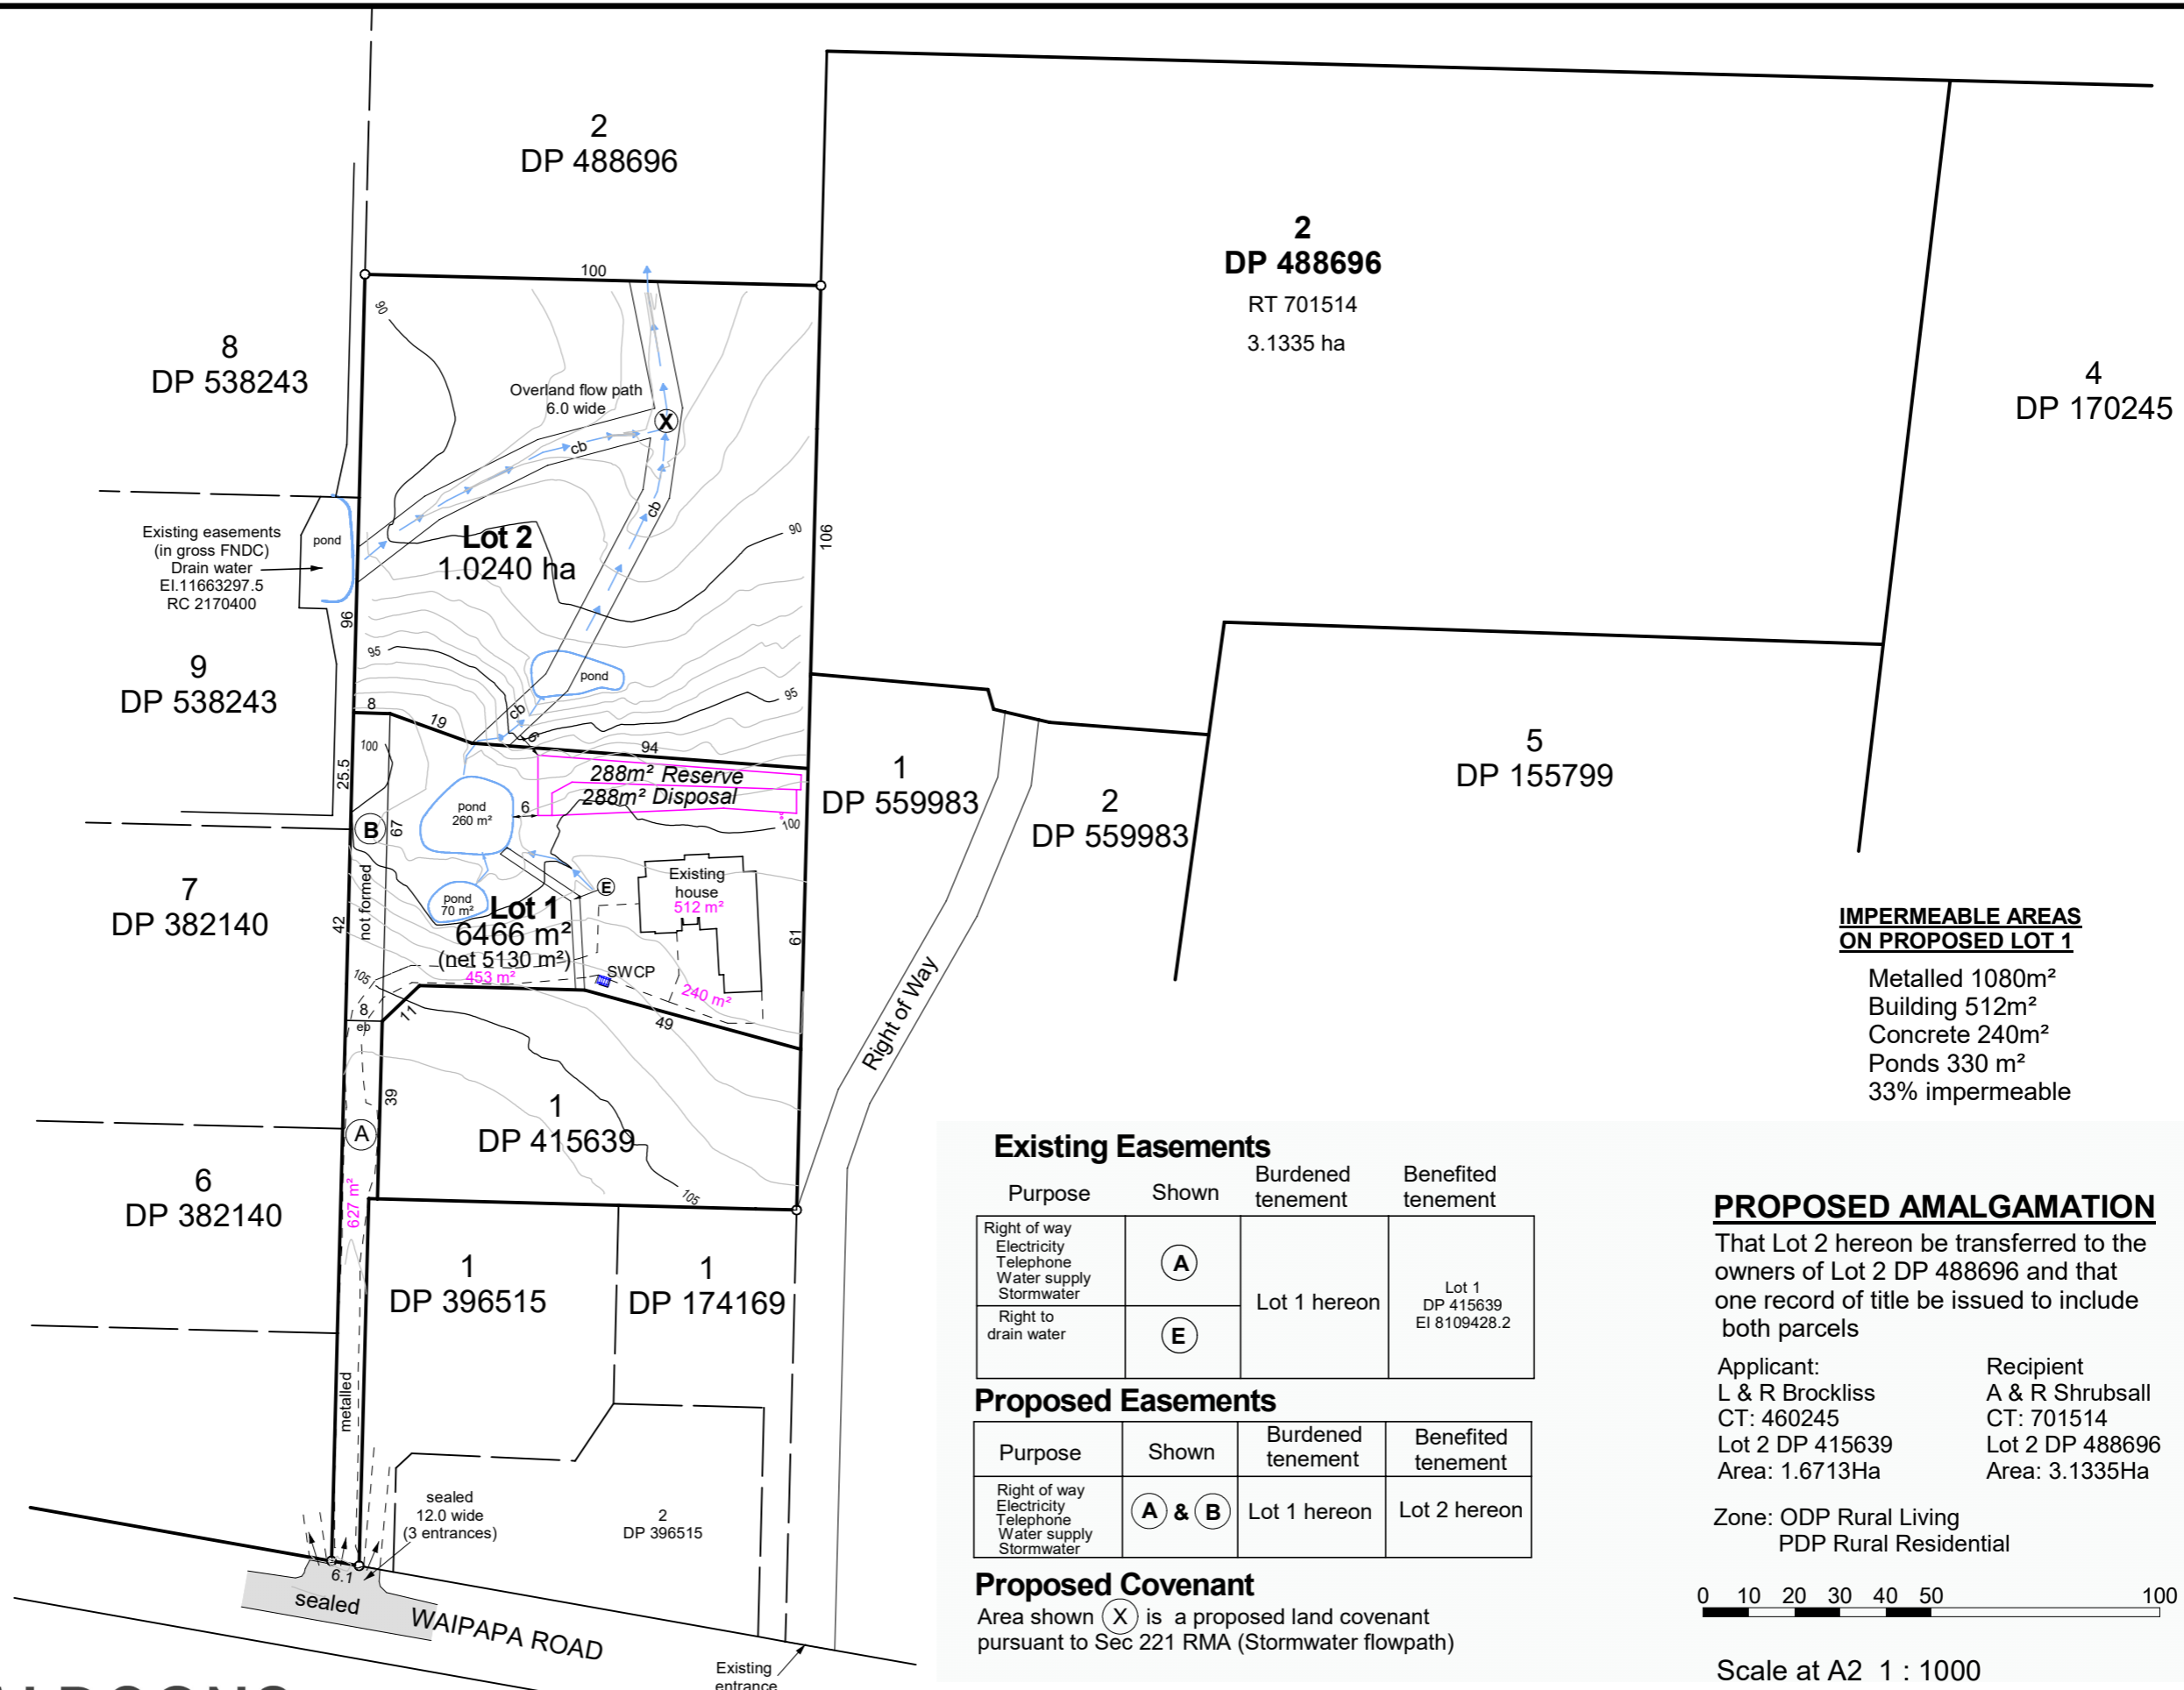 2
DP 488696
2
DP 488696
RT 701514
3.1335 ha
4
DP 170245
8
DP 538243
100
90
Overland flow path
6.0 wide
X
cb
cb
Lot 2
1.0240 ha
90
106
Existing easements
(in gross FNDC)
Drain water
EI.11663297.5
RC 2170400
pond
96
95
pond
95
9
DP 538243
8
19
cb
6
94
100
25.5
288m² Reserve
288m² Disposal
pond
260 m²
6
100
B
67
1
DP 559983
2
DP 559983
5
DP 155799
7
DP 382140
42
not formed
pond
70 m²
E
Existing
house
512 m²
Lot 1
6466 m²
(net 5130 m²)
453 m²
SWCP
240 m²
61
105
8
ep
11
49
Right of Way
IMPERMEABLE AREAS
ON PROPOSED LOT 1
Metalled 1080m²
Building 512m²
Concrete 240m²
Ponds 330 m²
33% impermeable
39
A
1
DP 415639
105
6
DP 382140
627 m²
1
DP 396515
1
DP 174169
metalled
sealed
12.0 wide
(3 entrances)
2
DP 396515
6.1
sealed
WAIPAPA ROAD
Existing
entrance
Existing Easements
Purpose Shown Burdened tenement Benefited tenement
Right of way
Electricity
Telephone
Water supply
Stormwater
A
Right to
drain water
E
Lot 1 hereon
Lot 1
DP 415639
EI 8109428.2
Proposed Easements
Purpose Shown Burdened tenement Benefited tenement
Right of way
Electricity
Telephone
Water supply
Stormwater
A & B Lot 1 hereon Lot 2 hereon
Proposed Covenant
Area shown X is a proposed land covenant
pursuant to Sec 221 RMA (Stormwater flowpath)
PROPOSED AMALGAMATION
That Lot 2 hereon be transferred to the
owners of Lot 2 DP 488696 and that
one record of title be issued to include
both parcels
Applicant:
L & R Brockliss
CT: 460245
Lot 2 DP 415639
Area: 1.6713Ha
Recipient
A & R Shrubsall
CT: 701514
Lot 2 DP 488696
Area: 3.1335Ha
Zone: ODP Rural Living
PDP Rural Residential
0 10 20 30 40 50 100
Scale at A2 1 : 1000